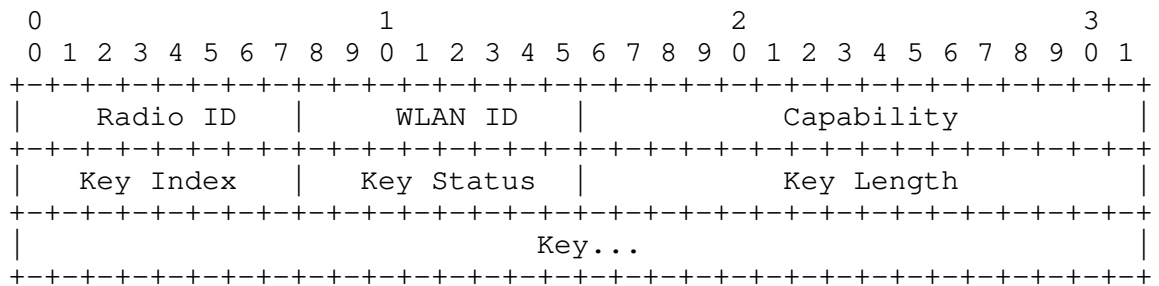 0                   1                   2                   3
 0 1 2 3 4 5 6 7 8 9 0 1 2 3 4 5 6 7 8 9 0 1 2 3 4 5 6 7 8 9 0 1
+-+-+-+-+-+-+-+-+-+-+-+-+-+-+-+-+-+-+-+-+-+-+-+-+-+-+-+-+-+-+-+-+
|    Radio ID   |    WLAN ID    |           Capability          |
+-+-+-+-+-+-+-+-+-+-+-+-+-+-+-+-+-+-+-+-+-+-+-+-+-+-+-+-+-+-+-+-+
|   Key Index   |   Key Status  |           Key Length          |
+-+-+-+-+-+-+-+-+-+-+-+-+-+-+-+-+-+-+-+-+-+-+-+-+-+-+-+-+-+-+-+-+
|                             Key...                            |
+-+-+-+-+-+-+-+-+-+-+-+-+-+-+-+-+-+-+-+-+-+-+-+-+-+-+-+-+-+-+-+-+